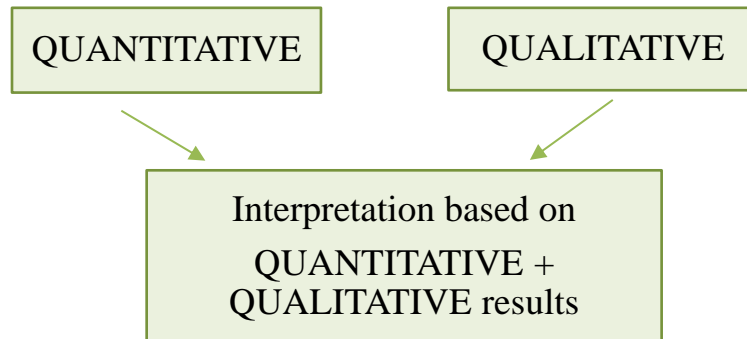 QUANTITATIVE
QUALITATIVE
Interpretation based on
QUANTITATIVE +
QUALITATIVE results